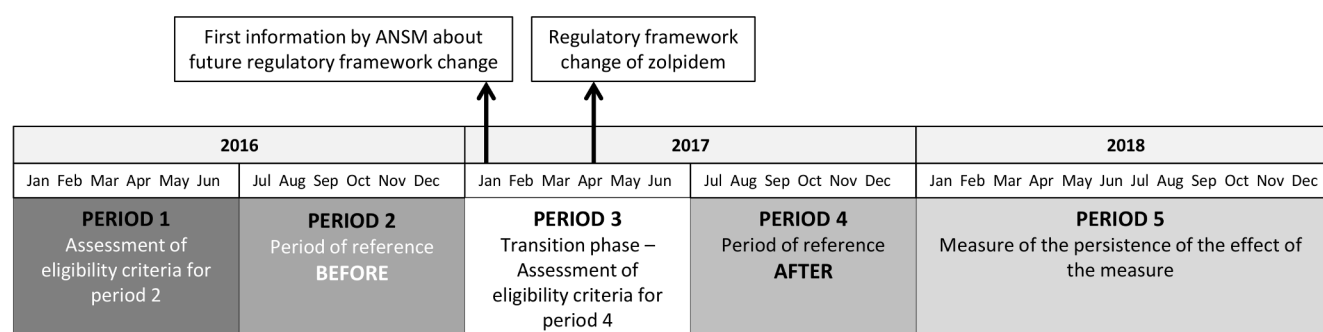 First information by ANSM about
future regulatory framework change
Regulatory framework
change of zolpidem
2016
2017
2018
Jan Feb Mar Apr May Jun
Jul Aug Sep Oct Nov Dec
Jan Feb Mar Apr May Jun
Jul Aug Sep Oct Nov Dec
Jan Feb Mar Apr May Jun Jul Aug Sep Oct Nov Dec
PERIOD 1
Assessment of
eligibility criteria for
period 2
PERIOD 2
Period of reference
BEFORE
PERIOD 3
Transition phase –
Assessment of
eligibility criteria for
period 4
PERIOD 4
Period of reference
AFTER
PERIOD 5
Measure of the persistence of the effect of
the measure